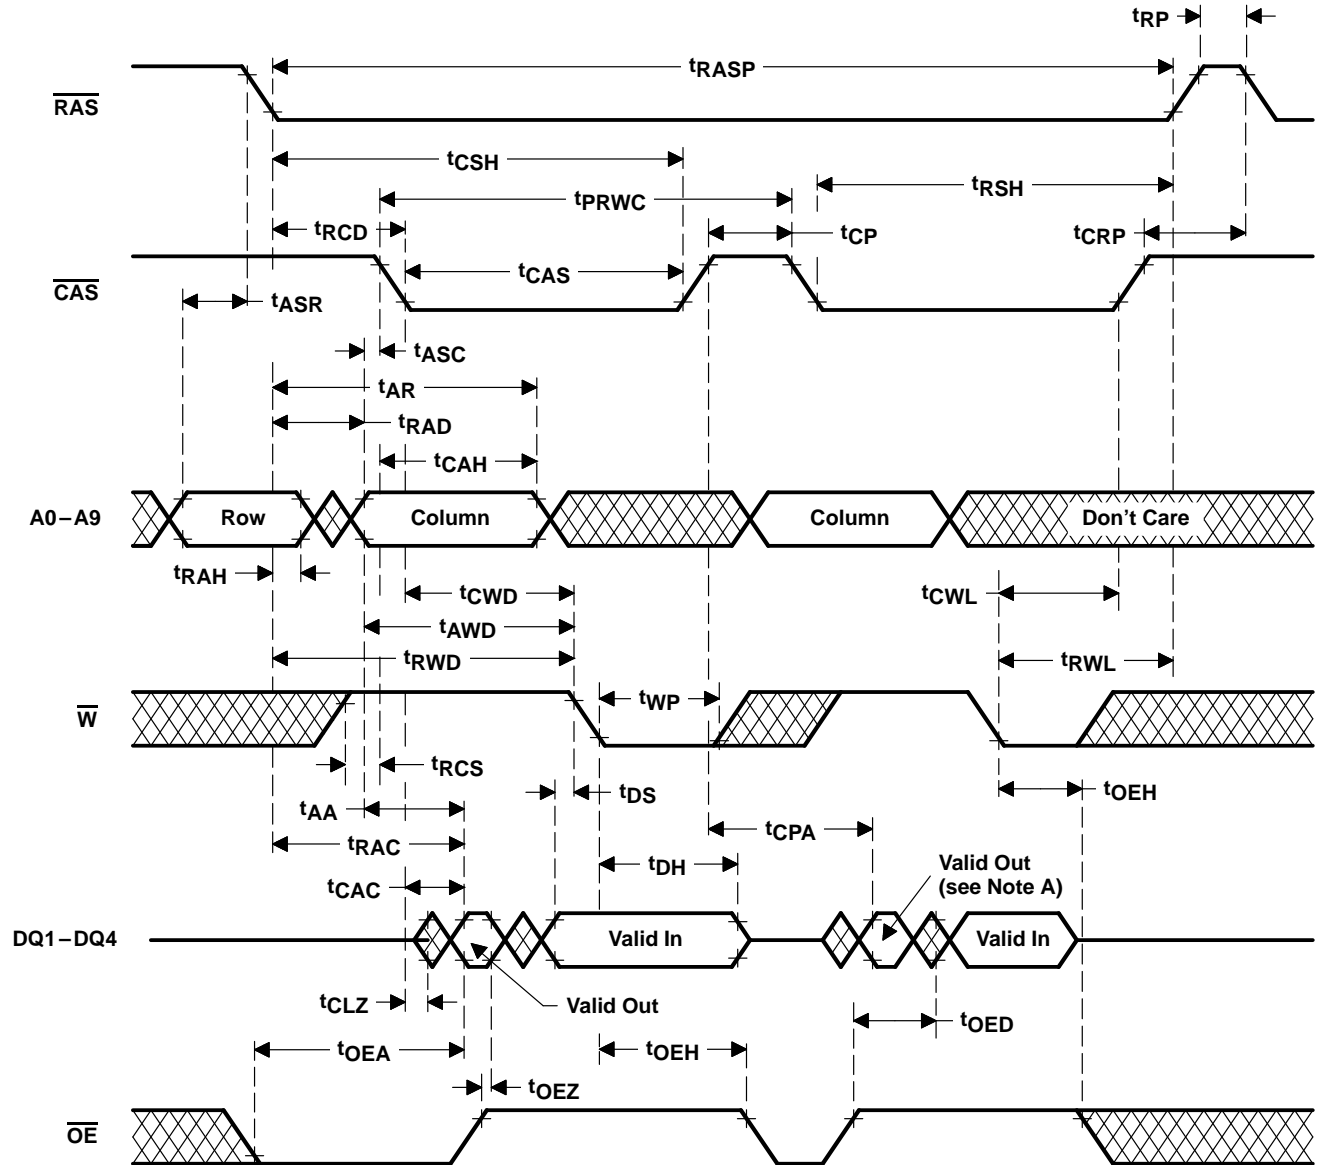 tRP
tRASP
RAS
tCSH
tRSH
tPRWC
tRCD
tCP
tCRP
CAS
tCAS
tASR
tASC
tAR
tRAD
tCAH
A0–A9
Row
Column
Column
Don't Care
tRAH
tCWD
tCWL
tAWD
tRWD
tRWL
W
tWP
tRCS
tDS
tOEH
tAA
tCPA
tRAC
tDH
Valid Out
(see Note A)
tCAC
DQ1–DQ4
Valid In
Valid In
tCLZ
Valid Out
tOED
tOEA
tOEH
tOEZ
OE